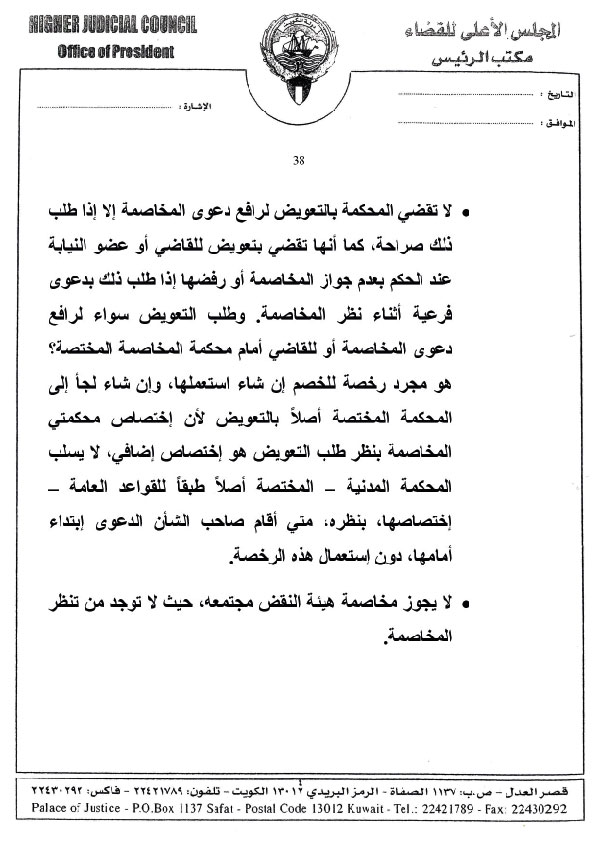 HIGHER JUDICIAL COUNCIL
Office of President
المجلس الأعلى للقضاء
مكتب الرئيس
التاريخ :
الموافق :
الإشارة :
38
• لا تقضي المحكمة بالتعويض لرافع دعوى المخاصمة إلا إذا طلب
ذلك صراحة، كما أنها تقضي بتعويض للقاضي أو عضو النيابة
عند الحكم بعدم جواز المخاصمة أو رفضها إذا طلب ذلك بدعوى
فرعية أثناء نظر المخاصمة. وطلب التعويض سواء لرافع
دعوى المخاصمة أو للقاضي أمام محكمة المخاصمة المختصة؟
هو مجرد رخصة للخصم إن شاء استعملها، وإن شاء لجأ إلى
المحكمة المختصة أصلاً بالتعويض لأن إختصاص محكمتي
المخاصمة بنظر طلب التعويض هو إختصاص إضافي، لا يسلب
المحكمة المدنية – المختصة أصلاً طبقاً للقواعد العامة –
إختصاصها، بنظره، متي أقام صاحب الشأن الدعوى إبتداء
أمامها، دون إستعمال هذه الرخصة.
• لا يجوز مخاصمة هيئة النقض مجتمعه، حيث لا توجد من تنظر
المخاصمة.
قصر العدل - ص.ب: ١١٣٧ الصفاة - الرمز البريدي ١٣٠١٢ الكويت - تلفون: ٢٢٤٢١٧٨٩ - فاكس: ٢٢٤٣٠٢٩٢
Palace of Justice - P.O.Box 1137 Safat - Postal Code 13012 Kuwait - Tel.: 22421789 - Fax: 22430292